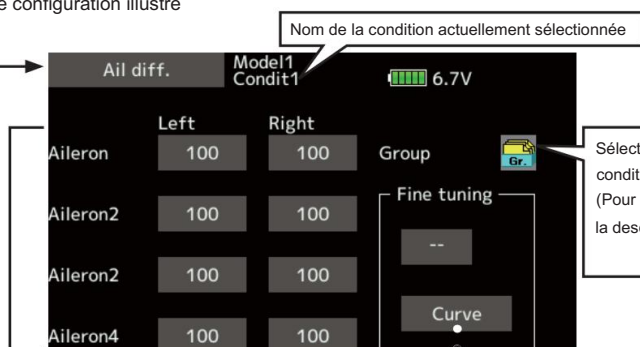 e configuration illustré
Nom de la condition actuellement sélectionnée
Ail diff.
Model1
Condit1
6.7V
Left Right
Aileron 100 100 Group Gr.
Aileron2 100 100 Fine tuning
--
Aileron2 100 100
Curve
Aileron4 100 100
Sélect
condit
(Pour
la des